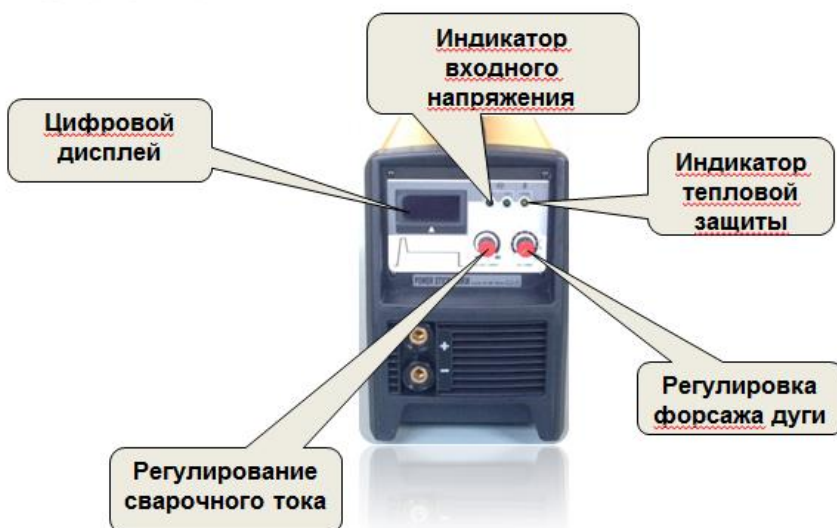 Индикатор
входного
напряжения
Цифровой
дисплей
Индикатор
тепловой
защиты
+
-
Регулировка
форсажа дуги
Регулирование
сварочного тока